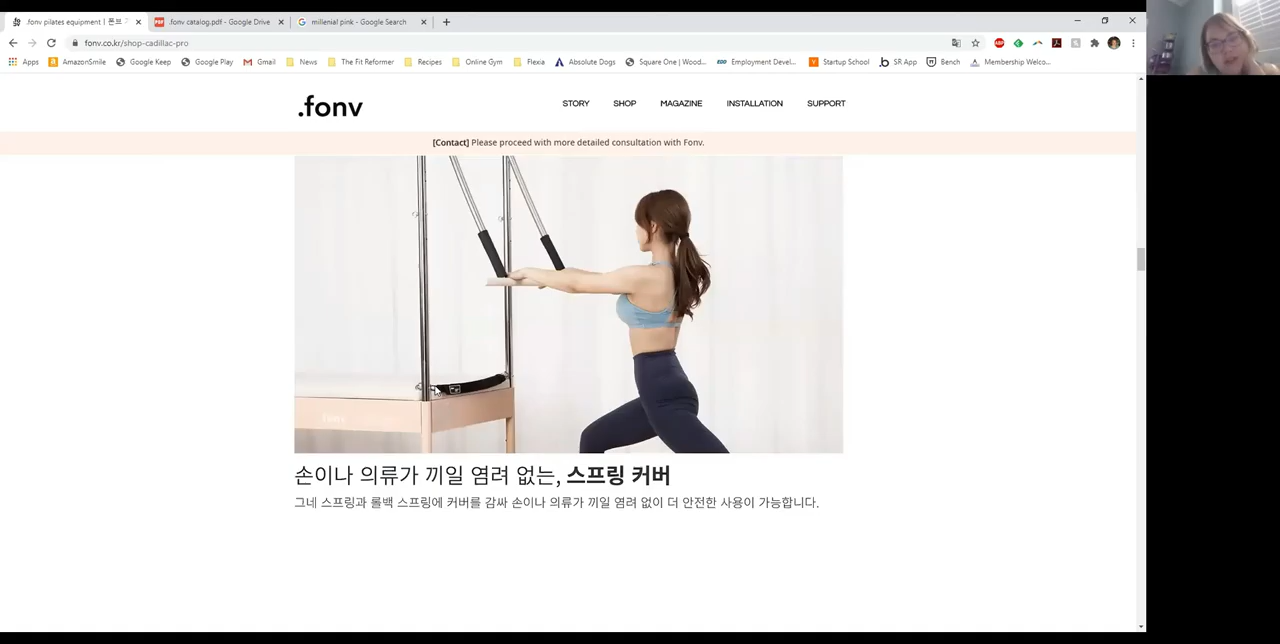 .fonv pilates equipment | 폰브
.fonv catalog.pdf - Google Drive
millenial pink - Google Search
fonv.co.kr/shop-cadillac-pro
Apps
AmazonSmile
Google Keep
Google Play
Gmail
News
The Fit Reformer
Recipes
Online Gym
Flexia
Absolute Dogs
Square One | Wood...
Employment Devel...
Startup School
SR App
Bench
Membership Welco...
.fonv
STORY
SHOP
MAGAZINE
INSTALLATION
SUPPORT
[Contact] Please proceed with more detailed consultation with Fonv.
손이나 의류가 끼일 염려 없는, 스프링 커버
그네 스프링과 롤백 스프링에 커버를 감싸 손이나 의류가 끼일 염려 없이 더 안전한 사용이 가능합니다.